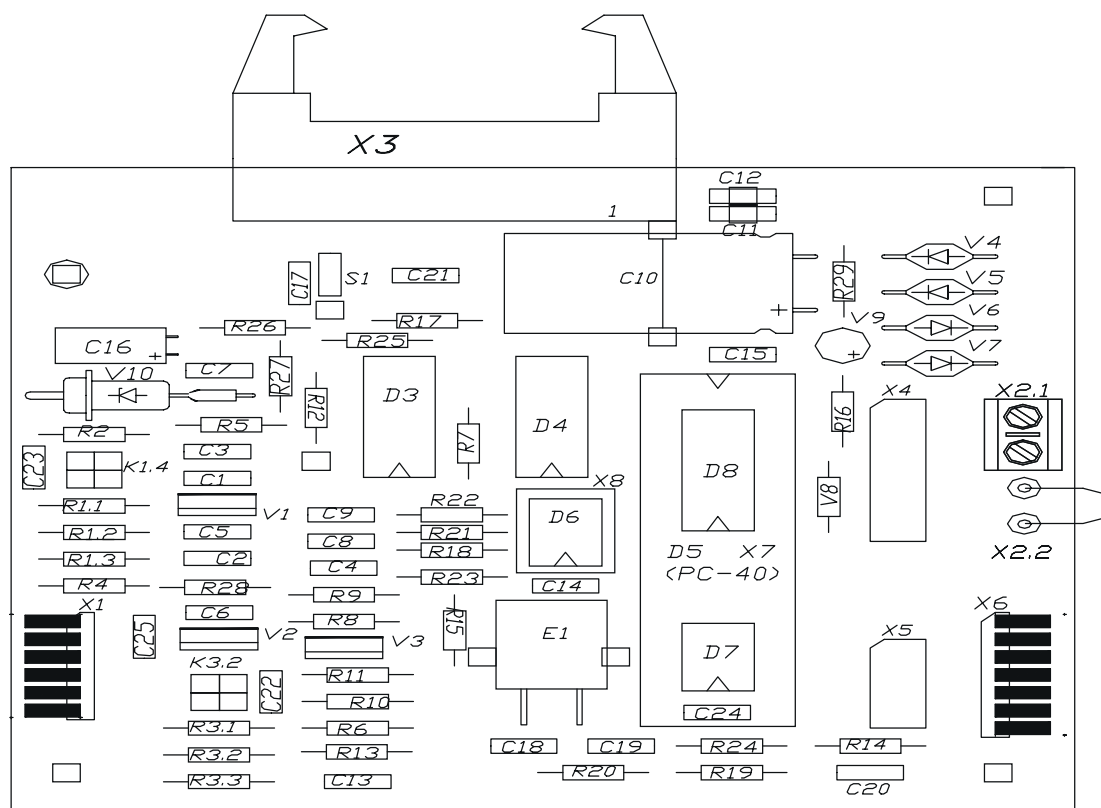 X3
C12
1
C11
V4
C17
S1
C21
C10
R29
V5
+
V6
R26
R17
V9
C16
+
R25
C15
+
V7
C7
V10
R27
R12
D3
X4
X2.1
R2
R5
R7
D4
R16
C23
K1.4
C3
C1
X8
D8
V8
R1.1
V1
C9
R22
D6
R1.2
C5
C8
R21
R18
D5 X7
X2.2
R1.3
C2
C4
R23
(PC-40)
R4
R28
R9
C14
X1
C6
R8
R15
E1
X6
C25
V2
V3
X5
K3.2
D7
R11
C22
R10
C24
R3.1
R6
R3.2
R13
C18
C19
R24
R14
R3.3
C13
R20
R19
C20